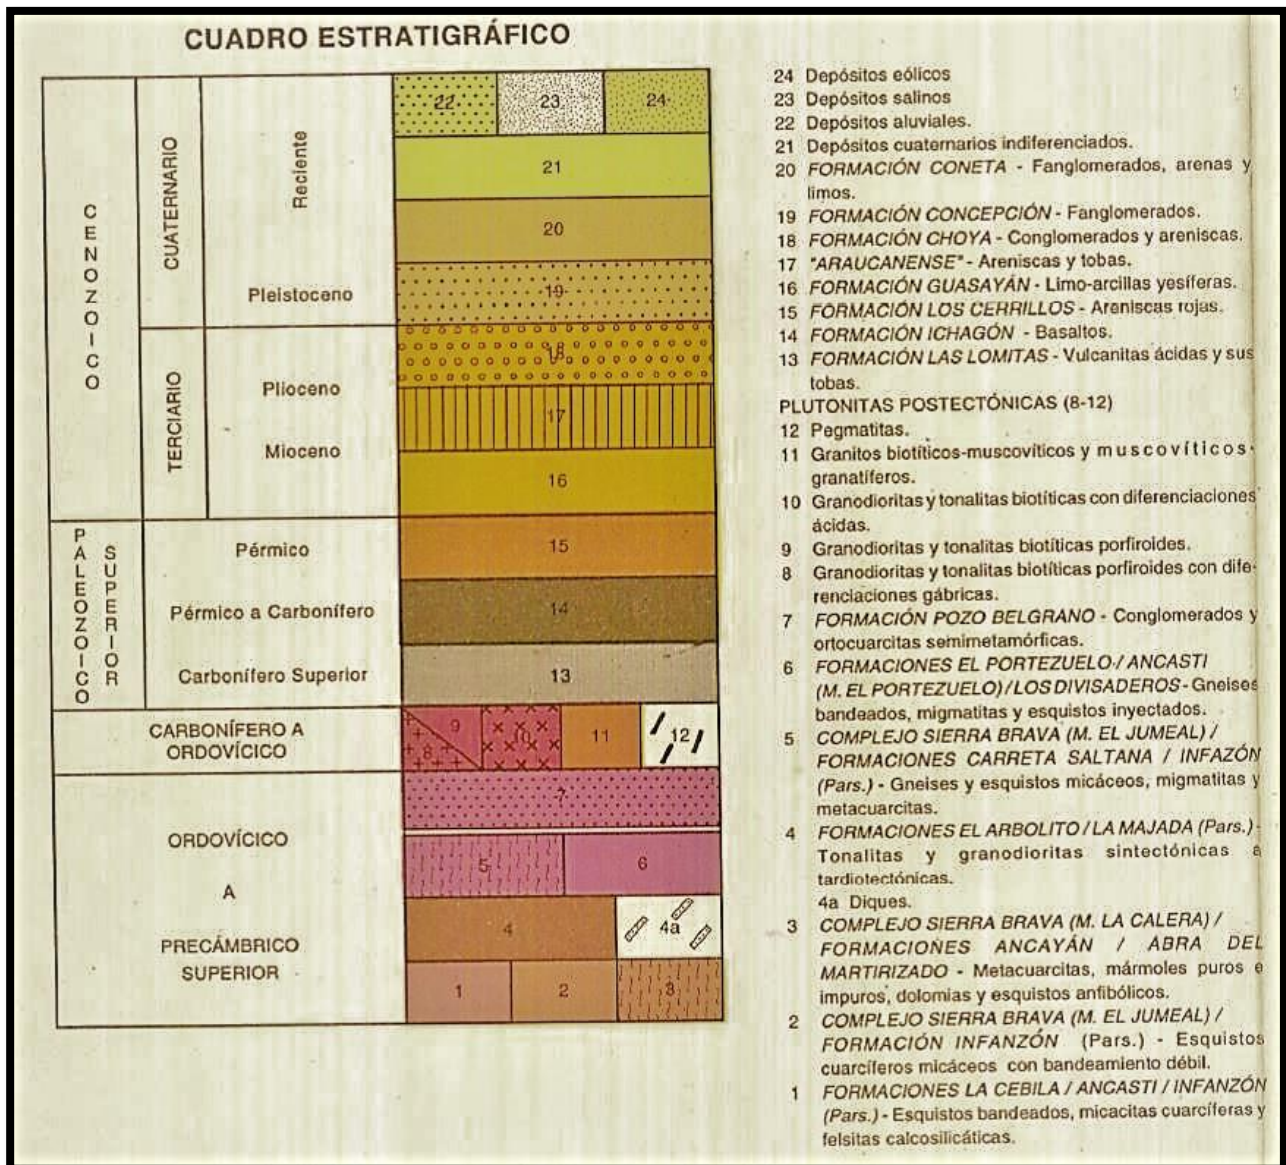 CUADRO ESTRATIGRÁFICO
CENOZOICO
CUATERNARIO
Reciente
Pleistoceno
TERCIARIO
Plioceno
Mioceno
PALEOZOICO
SUPERIOR
Pérmico
Pérmico a Carbonífero
Carbonífero Superior
CARBONÍFERO A
ORDOVÍCICO
ORDOVÍCICO
A
PRECÁMBRICO
SUPERIOR
22 23 24
21
20
19
18
17
16
15
14
13
9
8 10 11 12
7
5 6
4 4a
1 2 3
24 Depósitos eólicos
23 Depósitos salinos
22 Depósitos aluviales.
21 Depósitos cuaternarios indiferenciados.
20 FORMACIÓN CONETA - Fanglomerados, arenas y
limos.
19 FORMACIÓN CONCEPCIÓN - Fanglomerados.
18 FORMACIÓN CHOYA - Conglomerados y areniscas.
17 "ARAUCANENSE" - Areniscas y tobas.
16 FORMACIÓN GUASAYÁN - Limo-arcillas yesíferas.
15 FORMACIÓN LOS CERRILLOS - Areniscas rojas.
14 FORMACIÓN ICHAGÓN - Basaltos.
13 FORMACIÓN LAS LOMITAS - Vulcanitas ácidas y sus
tobas.
PLUTONITAS POSTECTÓNICAS (8-12)
12 Pegmatitas.
11 Granitos biotíticos-muscovíticos y muscovíticos-
granatíferos.
10 Granodioritas y tonalitas biotíticas con diferenciaciones
ácidas.
9 Granodioritas y tonalitas biotíticas porfiroides.
8 Granodioritas y tonalitas biotíticas porfiroides con dife-
renciaciones gábricas.
7 FORMACIÓN POZO BELGRANO - Conglomerados y
ortocuarcitas semimetamórficas.
6 FORMACIONES EL PORTEZUELO / ANCASTI
(M. EL PORTEZUELO) / LOS DIVISADEROS - Gneises
bandeados, migmatitas y esquistos inyectados.
5 COMPLEJO SIERRA BRAVA (M. EL JUMEAL) /
FORMACIONES CARRETA SALTANA / INFAZÓN
(Pars.) - Gneises y esquistos micáceos, migmatitas y
metacuarcitas.
4 FORMACIONES EL ARBOLITO / LA MAJADA (Pars.) -
Tonalitas y granodioritas sintectónicas a
tardiotectónicas.
4a Diques.
3 COMPLEJO SIERRA BRAVA (M. LA CALERA) /
FORMACIONES ANCAYÁN / ABRA DEL
MARTIRIZADO - Metacuarcitas, mármoles puros e
impuros, dolomias y esquistos anfibólicos.
2 COMPLEJO SIERRA BRAVA (M. EL JUMEAL) /
FORMACIÓN INFANZÓN (Pars.) - Esquistos
cuarcíferos micáceos con bandeamiento débil.
1 FORMACIONES LA CEBILA / ANCASTI / INFANZÓN
(Pars.) - Esquistos bandeados, micacitas cuarcíferas y
felsitas calcosilicáticas.